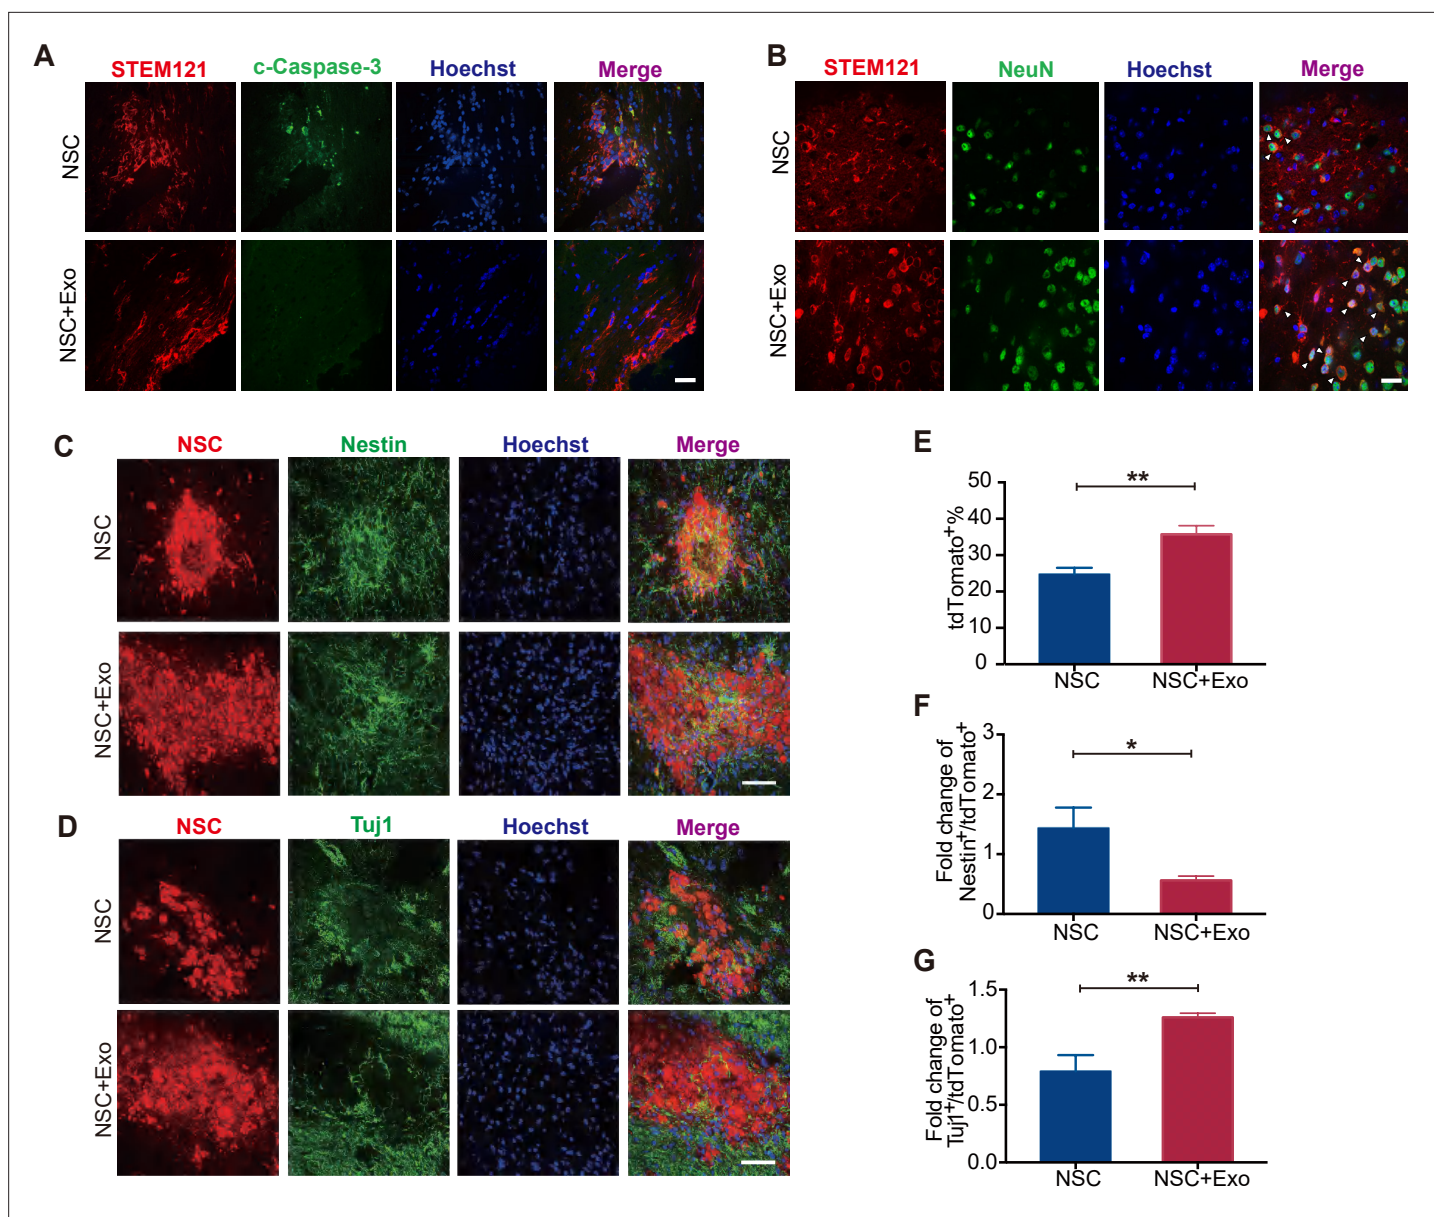 A
STEM121 c-Caspase-3 Hoechst Merge
NSC
NSC+Exo
B
STEM121 NeuN Hoechst Merge
NSC
NSC+Exo
C
NSC Nestin Hoechst Merge
NSC
NSC+Exo
D
NSC Tuj1 Hoechst Merge
NSC
NSC+Exo
E
tdTomato⁺%
50
40
30
20
10
0
**
NSC NSC+Exo
F
Fold change of
Nestin⁺/tdTomato⁺
3
2
1
0
*
NSC NSC+Exo
G
Fold change of
Tuj1⁺/tdTomato⁺
1.5
1.0
0.5
0.0
**
NSC NSC+Exo